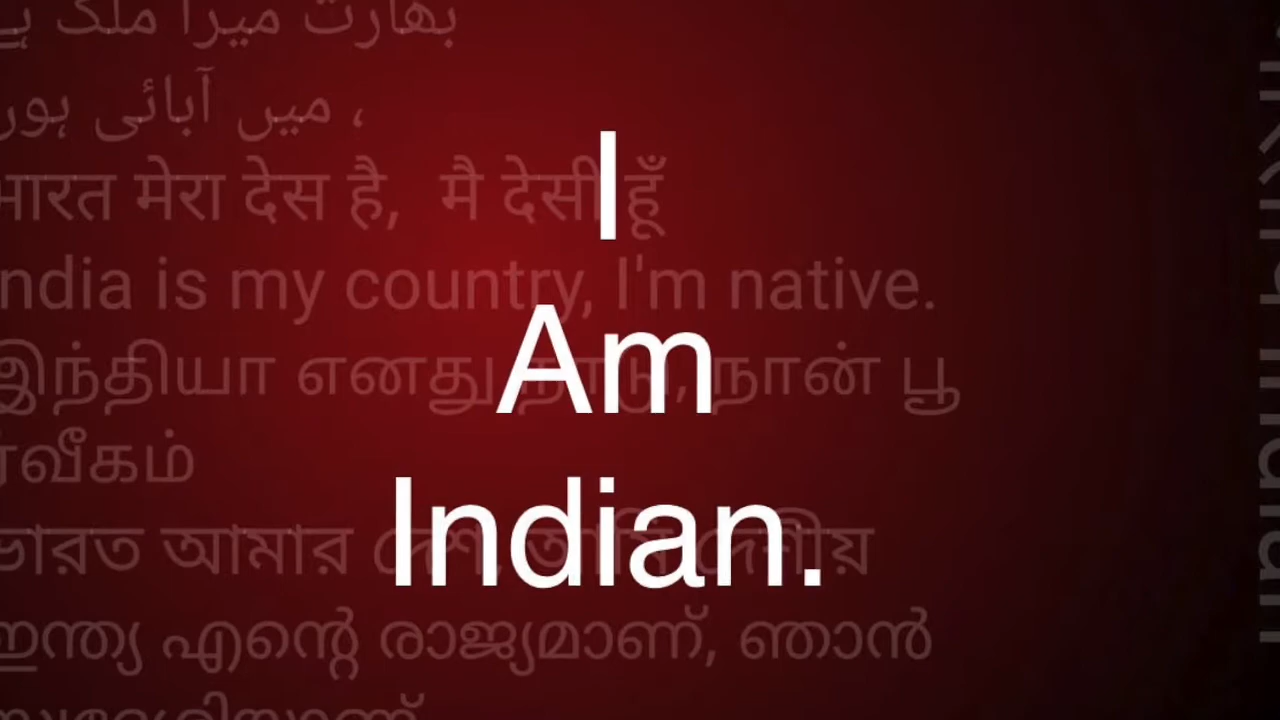 بھارت میرا ملک ہے
، میں آبائی ہوں
भारत मेरा देस है, मै देसी हूँ
I
India is my country, I'm native.
Am
இந்தியா எனது நாடு, நான் பூ
ர்வீகம்
Indian.
ভারত আমার দেশ, আমি দেশীয়
ഇന്ത്യ എന്റെ രാജ്യമാണ്, ഞാൻ